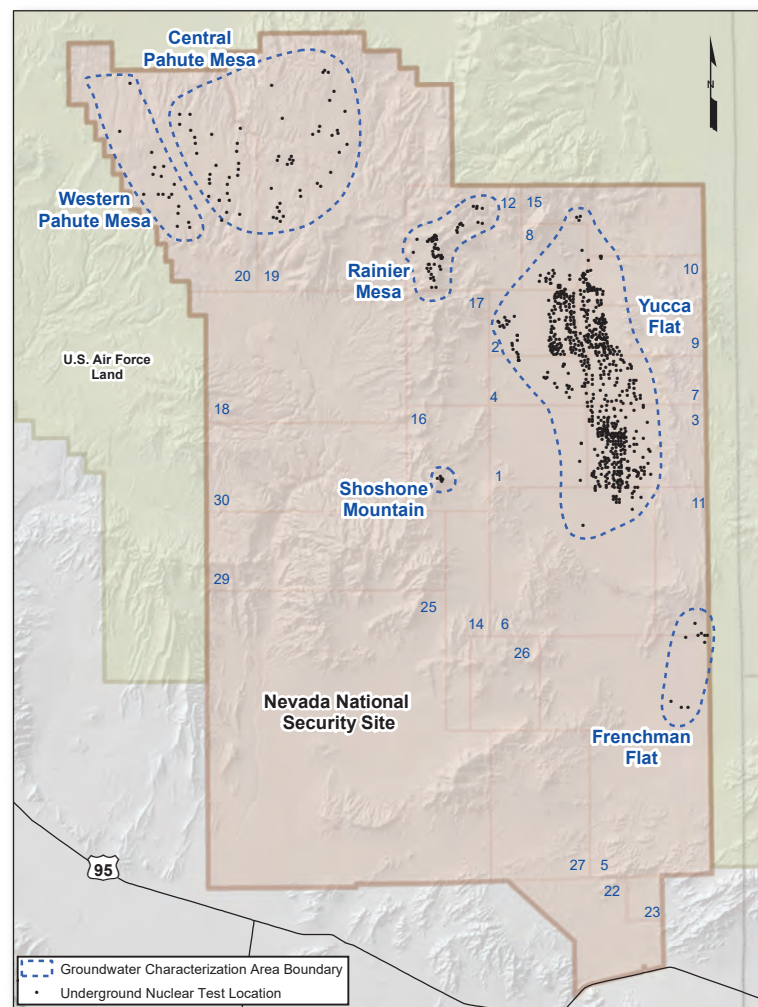 Central
Pahute Mesa
N
Western
Pahute Mesa
12 15
8
Rainier
Mesa
20 19
10
17
Yucca
Flat
U.S. Air Force
Land
2
9
4
7
18
16
3
Shoshone
Mountain
1
11
30
29
25
14 6
26
Nevada National
Security Site
Frenchman
Flat
95
27 5
22
23
Groundwater Characterization Area Boundary
Underground Nuclear Test Location